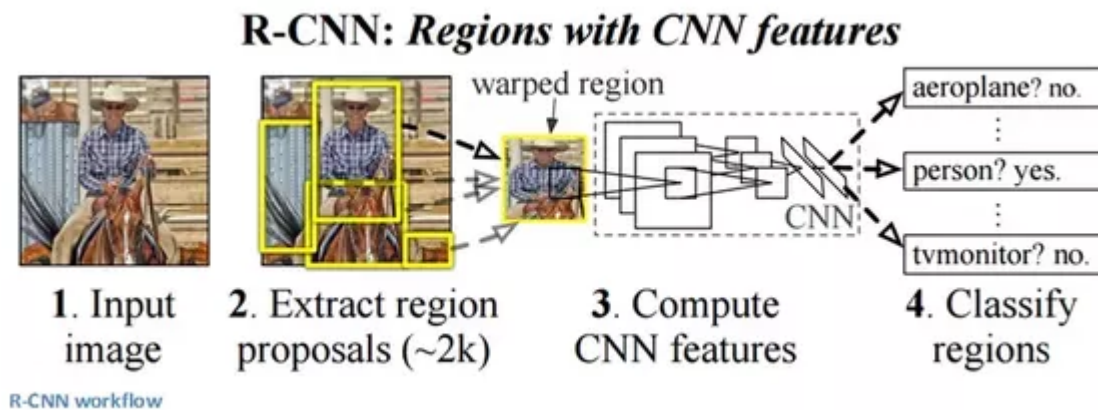 R-CNN: Regions with CNN features
warped region
aeroplane? no.
⋮
person? yes.
⋮
tvmonitor? no.
CNN
1. Input
image
2. Extract region
proposals (~2k)
3. Compute
CNN features
4. Classify
regions
R-CNN workflow